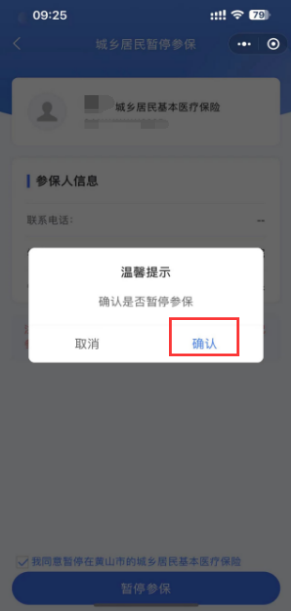 09:25
79
城乡居民暂停参保
城乡居民基本医疗保险
参保人信息
联系电话: --
温馨提示
确认是否暂停参保
取消 确认
我同意暂停在黄山市的城乡居民基本医疗保险
暂停参保